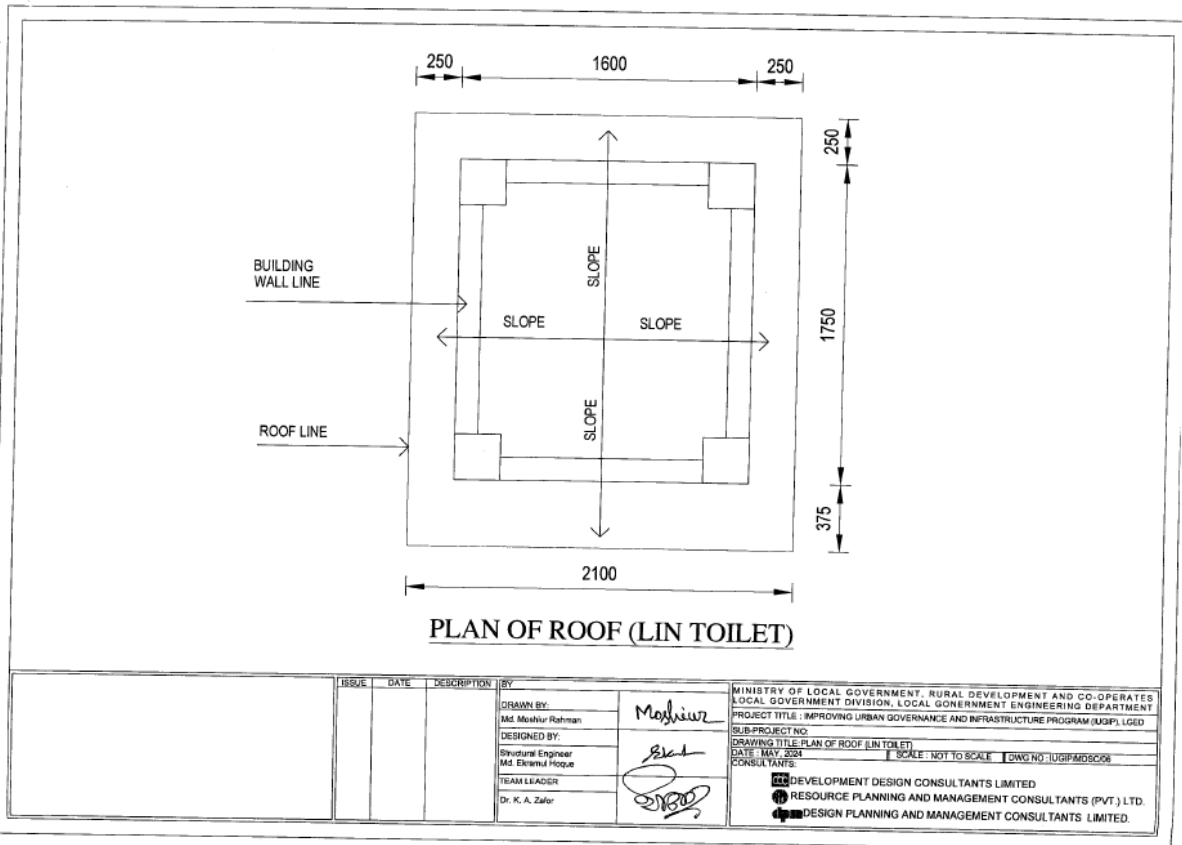 250
1600
250
250
BUILDING
WALL LINE
SLOPE
SLOPE
SLOPE
1750
ROOF LINE
SLOPE
375
2100
PLAN OF ROOF (LIN TOILET)
ISSUE DATE DESCRIPTION BY
DRAWN BY:
Md. Moshiur Rahman
Moshiur
DESIGNED BY:
Structural Engineer
Md. Ekramul Hoque
TEAM LEADER
Dr. K. A. Zafor
MINISTRY OF LOCAL GOVERNMENT, RURAL DEVELOPMENT AND CO-OPERATES
LOCAL GOVERNMENT DIVISION, LOCAL GONERNMENT ENGINEERING DEPARTMENT
PROJECT TITLE : IMPROVING URBAN GOVERNANCE AND INFRASTRUCTURE PROGRAM (IUGIP), LGED
SUB-PROJECT NO:
DRAWING TITLE: PLAN OF ROOF (LIN TOILET)
DATE : MAY, 2024 SCALE : NOT TO SCALE DWG NO : IUGIP/MOSC/06
CONSULTANTS:
DEVELOPMENT DESIGN CONSULTANTS LIMITED
RESOURCE PLANNING AND MANAGEMENT CONSULTANTS (PVT.) LTD.
dpm DESIGN PLANNING AND MANAGEMENT CONSULTANTS LIMITED.